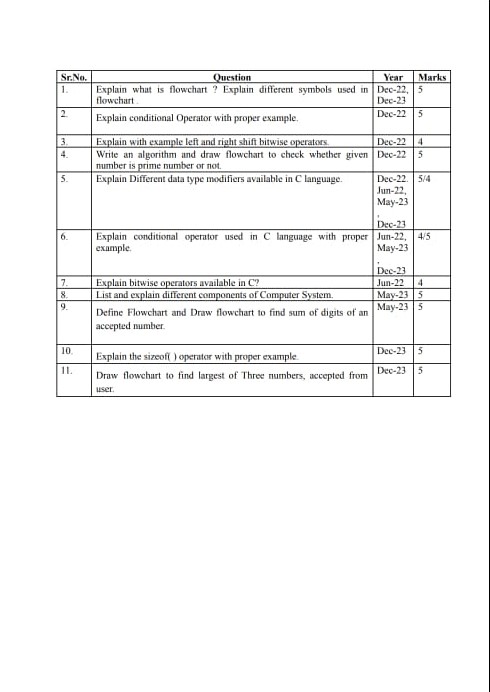 Sr.No. Question Year Marks
1. Explain what is flowchart ? Explain different symbols used in Dec-22, 5
flowchart . Dec-23
2. Explain conditional Operator with proper example. Dec-22 5
3. Explain with example left and right shift bitwise operators. Dec-22 4
4. Write an algorithm and draw flowchart to check whether given Dec-22 5
number is prime number or not.
5. Explain Different data type modifiers available in C language. Dec-22. 5/4
Jun-22,
May-23
,
Dec-23
6. Explain conditional operator used in C language with proper Jun-22, 4/5
example. May-23
,
Dec-23
7. Explain bitwise operators available in C? Jun-22 4
8. List and explain different components of Computer System. May-23 5
9. Define Flowchart and Draw flowchart to find sum of digits of an May-23 5
accepted number.
10. Explain the sizeof( ) operator with proper example. Dec-23 5
11. Draw flowchart to find largest of Three numbers, accepted from Dec-23 5
user.